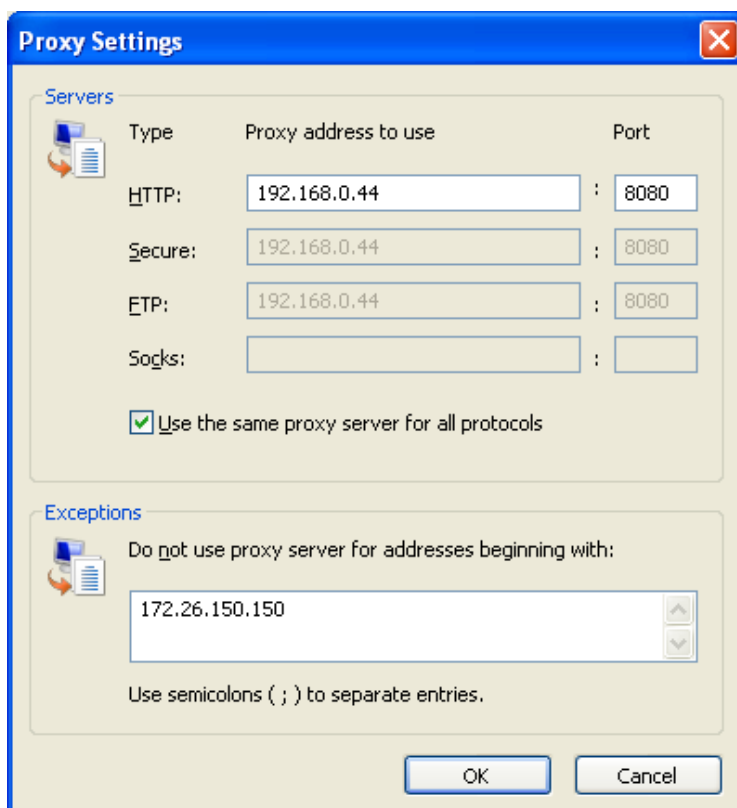 Proxy Settings
Servers
Type Proxy address to use Port
HTTP: 192.168.0.44 : 8080
Secure: 192.168.0.44 : 8080
FTP: 192.168.0.44 : 8080
Socks: :
Use the same proxy server for all protocols
Exceptions
Do not use proxy server for addresses beginning with:
172.26.150.150
Use semicolons ( ; ) to separate entries.
OK Cancel